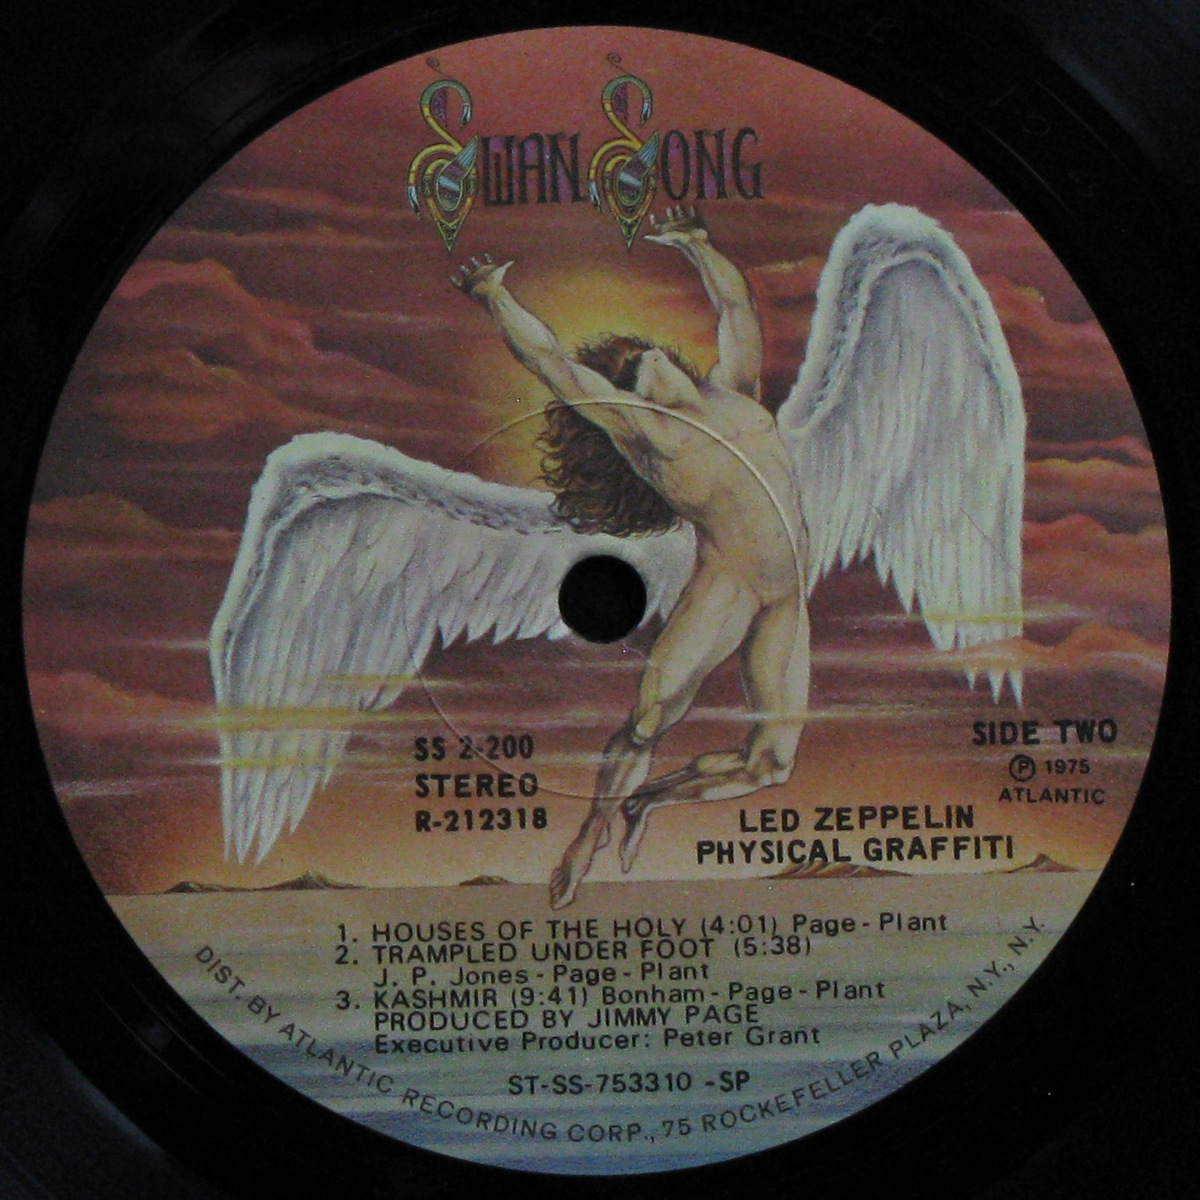 SWAN SONG
SS 2-200
STEREO
R-212318
SIDE TWO
Ⓟ 1975
ATLANTIC
LED ZEPPELIN
PHYSICAL GRAFFITI
1. HOUSES OF THE HOLY (4:01) Page - Plant
2. TRAMPLED UNDER FOOT (5:38)
J. P. Jones - Page - Plant
3. KASHMIR (9:41) Bonham - Page - Plant
PRODUCED BY JIMMY PAGE
Executive Producer: Peter Grant
ST-SS-753310 -SP
DIST. BY ATLANTIC RECORDING CORP., 75 ROCKEFELLER PLAZA, N.Y., N.Y.